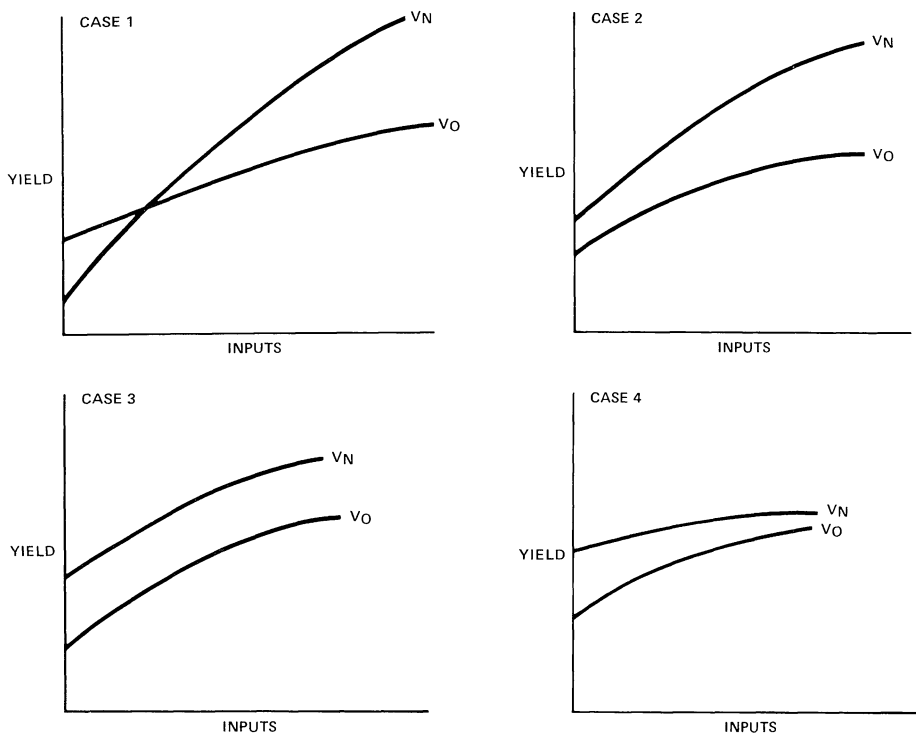 CASE 1
VN
VO
YIELD
INPUTS
CASE 2
VN
VO
YIELD
INPUTS
CASE 3
VN
VO
YIELD
INPUTS
CASE 4
VN
VO
YIELD
INPUTS